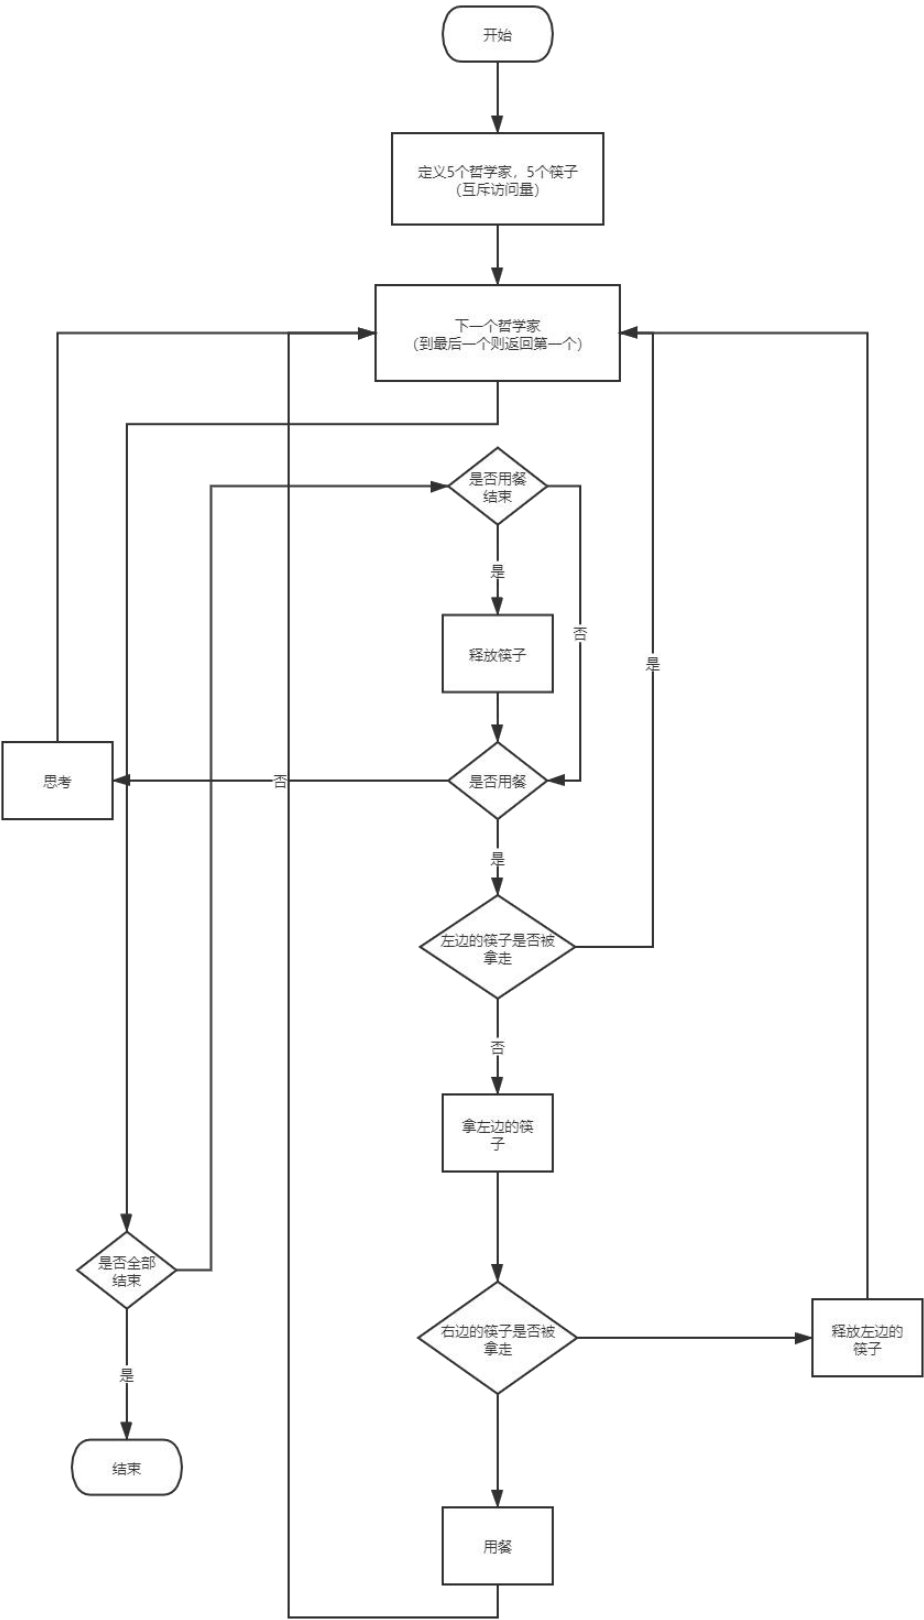 开始
定义5个哲学家，5个筷子
（互斥访问量）
下一个哲学家
（到最后一个则返回第一个）
是否用餐
结束
是
否
释放筷子
是
思考
否
是否用餐
是
左边的筷子是否被
拿走
否
拿左边的筷
子
是否全部
结束
右边的筷子是否被
拿走
释放左边的
筷子
是
结束
用餐